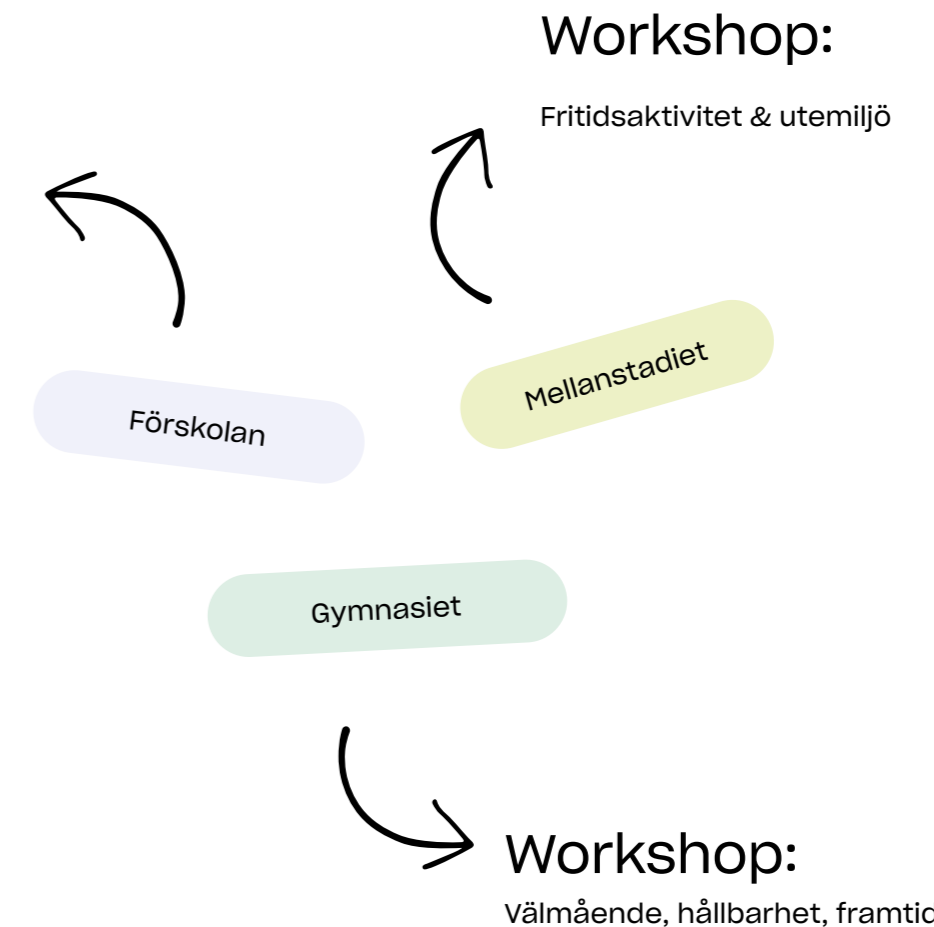 Workshop:
Fritidsaktivitet & utemiljö
Mellanstadiet
Förskolan
Gymnasiet
Workshop:
Välmående, hållbarhet,